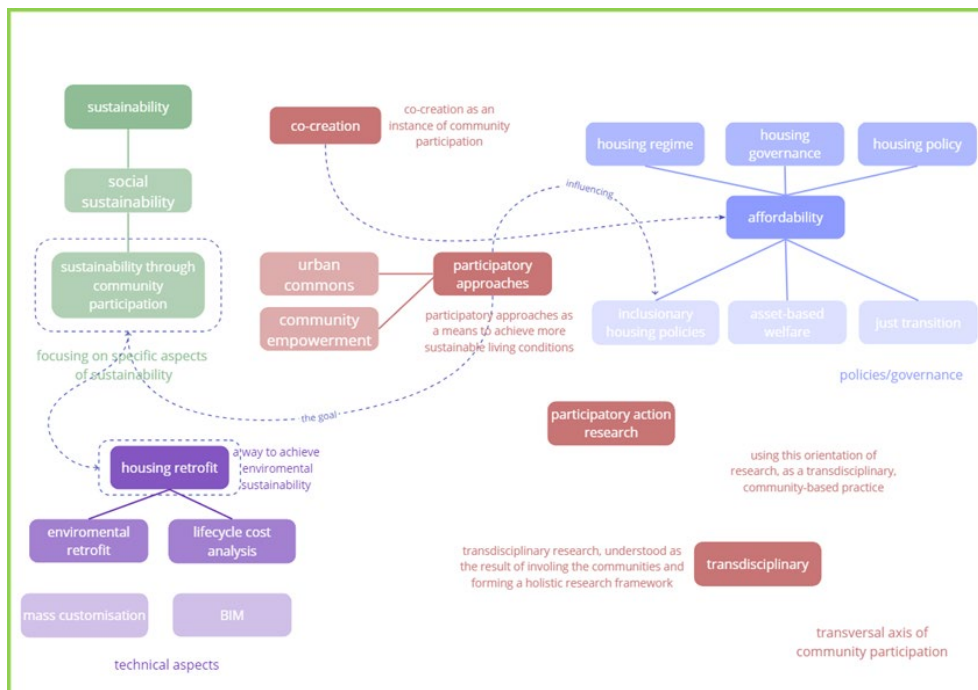 sustainability
social
sustainability
sustainability through
community
participation
focusing on specific aspects
of sustainability
co-creation
co-creation as an
instance of community
participation
urban
commons
community
empowerment
participatory
approaches
participatory approaches as
a means to achieve more
sustainable living conditions
influencing
the goal
housing regime
housing
governance
housing policy
affordability
inclusionary
housing policies
asset-based
welfare
just transition
policies/governance
housing retrofit
a way to achieve
enviromental
sustainability
enviromental
retrofit
lifecycle cost
analysis
mass customisation
BIM
technical aspects
participatory action
research
using this orientation of
research, as a transdisciplinary,
community-based practice
transdisciplinary research, understood as
the result of involing the communities and
forming a holistic research framework
transdisciplinary
transversal axis of
community participation